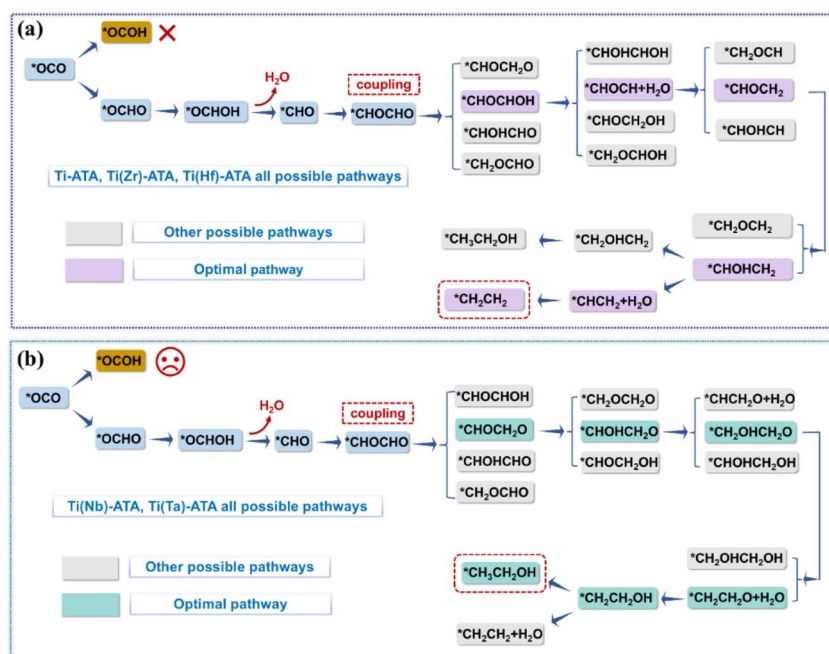 (a)
*OCOH
*OCO
H₂O
coupling
*OCHO
*OCHOH
*CHO
*CHOCHO
*CHOCH₂O
*CHOCHOH
*CHOHCHO
*CH₂OCHO
*CHOHCHOH
*CHOCH+H₂O
*CHOCH₂OH
*CH₂OCHOH
*CH₂OCH
*CHOCH₂
*CHOHCH
Ti-ATA, Ti(Zr)-ATA, Ti(Hf)-ATA all possible pathways
Other possible pathways
Optimal pathway
*CH₂OCH₂
*CHOHCH₂
*CH₂OHCH₂
*CH₃CH₂OH
*CHCH₂+H₂O
*CH₂CH₂
(b)
*OCOH
*OCO
H₂O
coupling
*OCHO
*OCHOH
*CHO
*CHOCHO
*CHOCHOH
*CHOCH₂O
*CHOHCHO
*CH₂OCHO
*CH₂OCH₂O
*CHOHCH₂O
*CHOCH₂OH
*CHCH₂O+H₂O
*CH₂OHCH₂O
*CHOHCH₂OH
Ti(Nb)-ATA, Ti(Ta)-ATA all possible pathways
Other possible pathways
Optimal pathway
*CH₂OHCH₂OH
*CH₂CH₂O+H₂O
*CH₂CH₂OH
*CH₃CH₂OH
*CH₂CH₂+H₂O